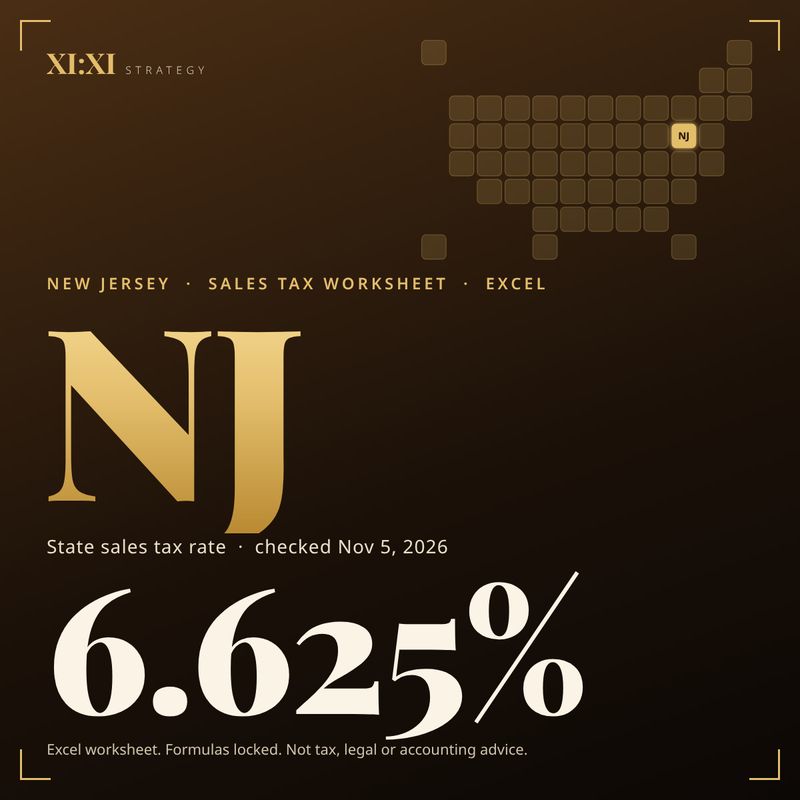 XI:XI STRATEGY
NJ
NEW JERSEY · SALES TAX WORKSHEET · EXCEL
NJ
State sales tax rate · checked Nov 5, 2026
6.625%
Excel worksheet. Formulas locked. Not tax, legal or accounting advice.